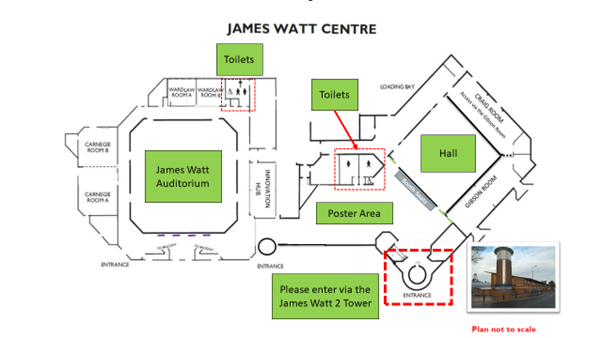 JAMES WATT CENTRE
Toilets
WARDLAW
ROOM A
WARDLAW
ROOM B
Toilets
LOADING BAY
CRAIG ROOM
Access via the Gibson Room
CARNEGIE
ROOM B
James Watt
Auditorium
Hall
CARNEGIE
ROOM A
INNOVATION
HUB
GIBSON ROOM
Poster Area
ENTRANCE
ENTRANCE
Please enter via the
James Watt 2 Tower
ENTRANCE
Plan not to scale